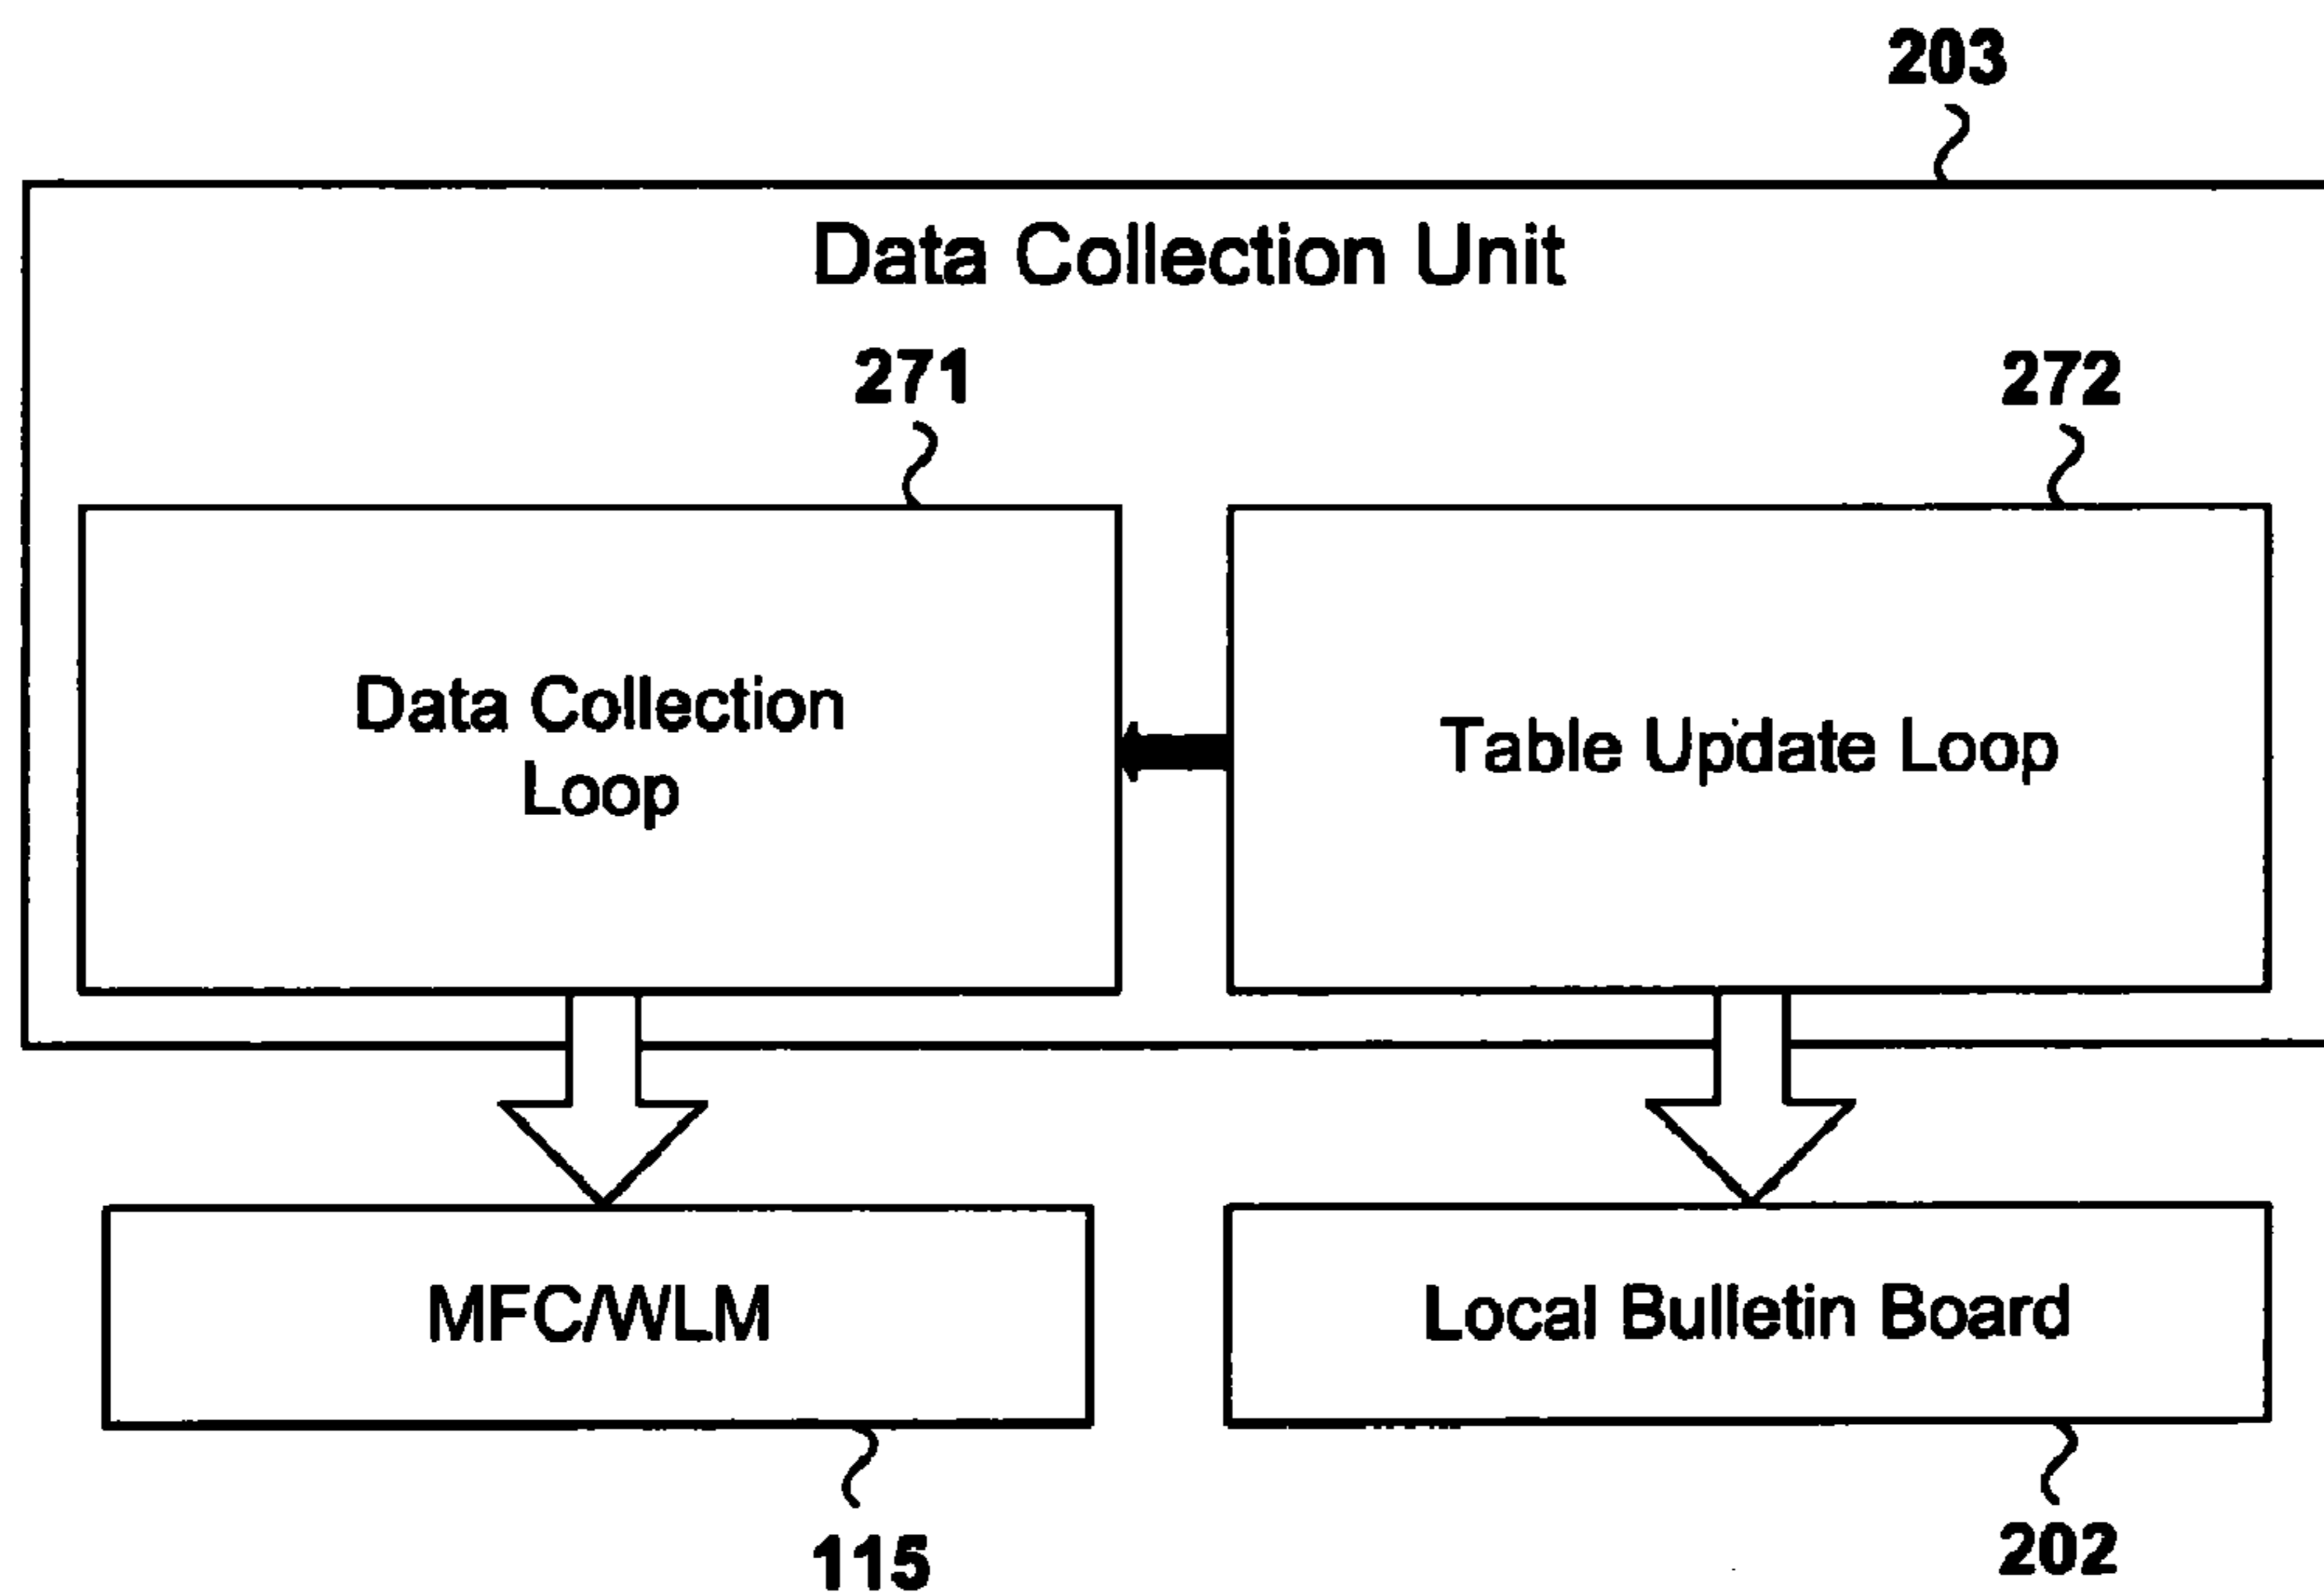 203
Data Collection Unit
271
272
Data Collection
Loop
Table Update Loop
MFC/WLM
Local Bulletin Board
115
202